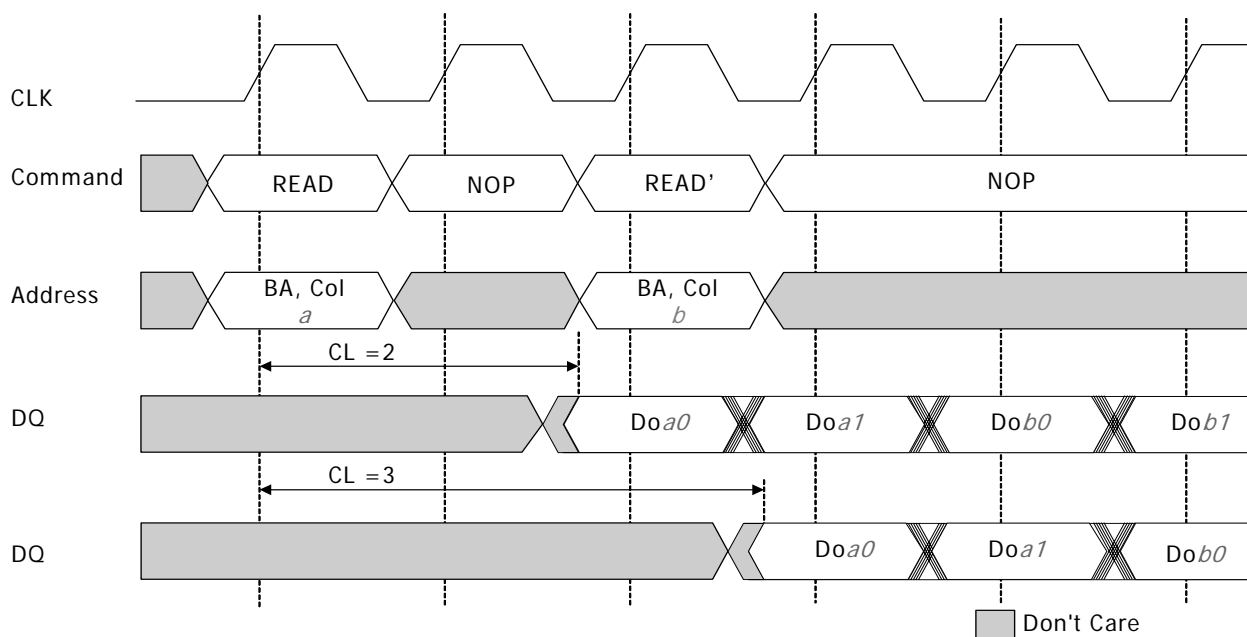 CLK
Command
READ
NOP
READ'
NOP
Address
BA, Col
a
BA, Col
b
CL =2
DQ
Doa0
Doa1
Dob0
Dob1
CL =3
DQ
Doa0
Doa1
Dob0
Don't Care